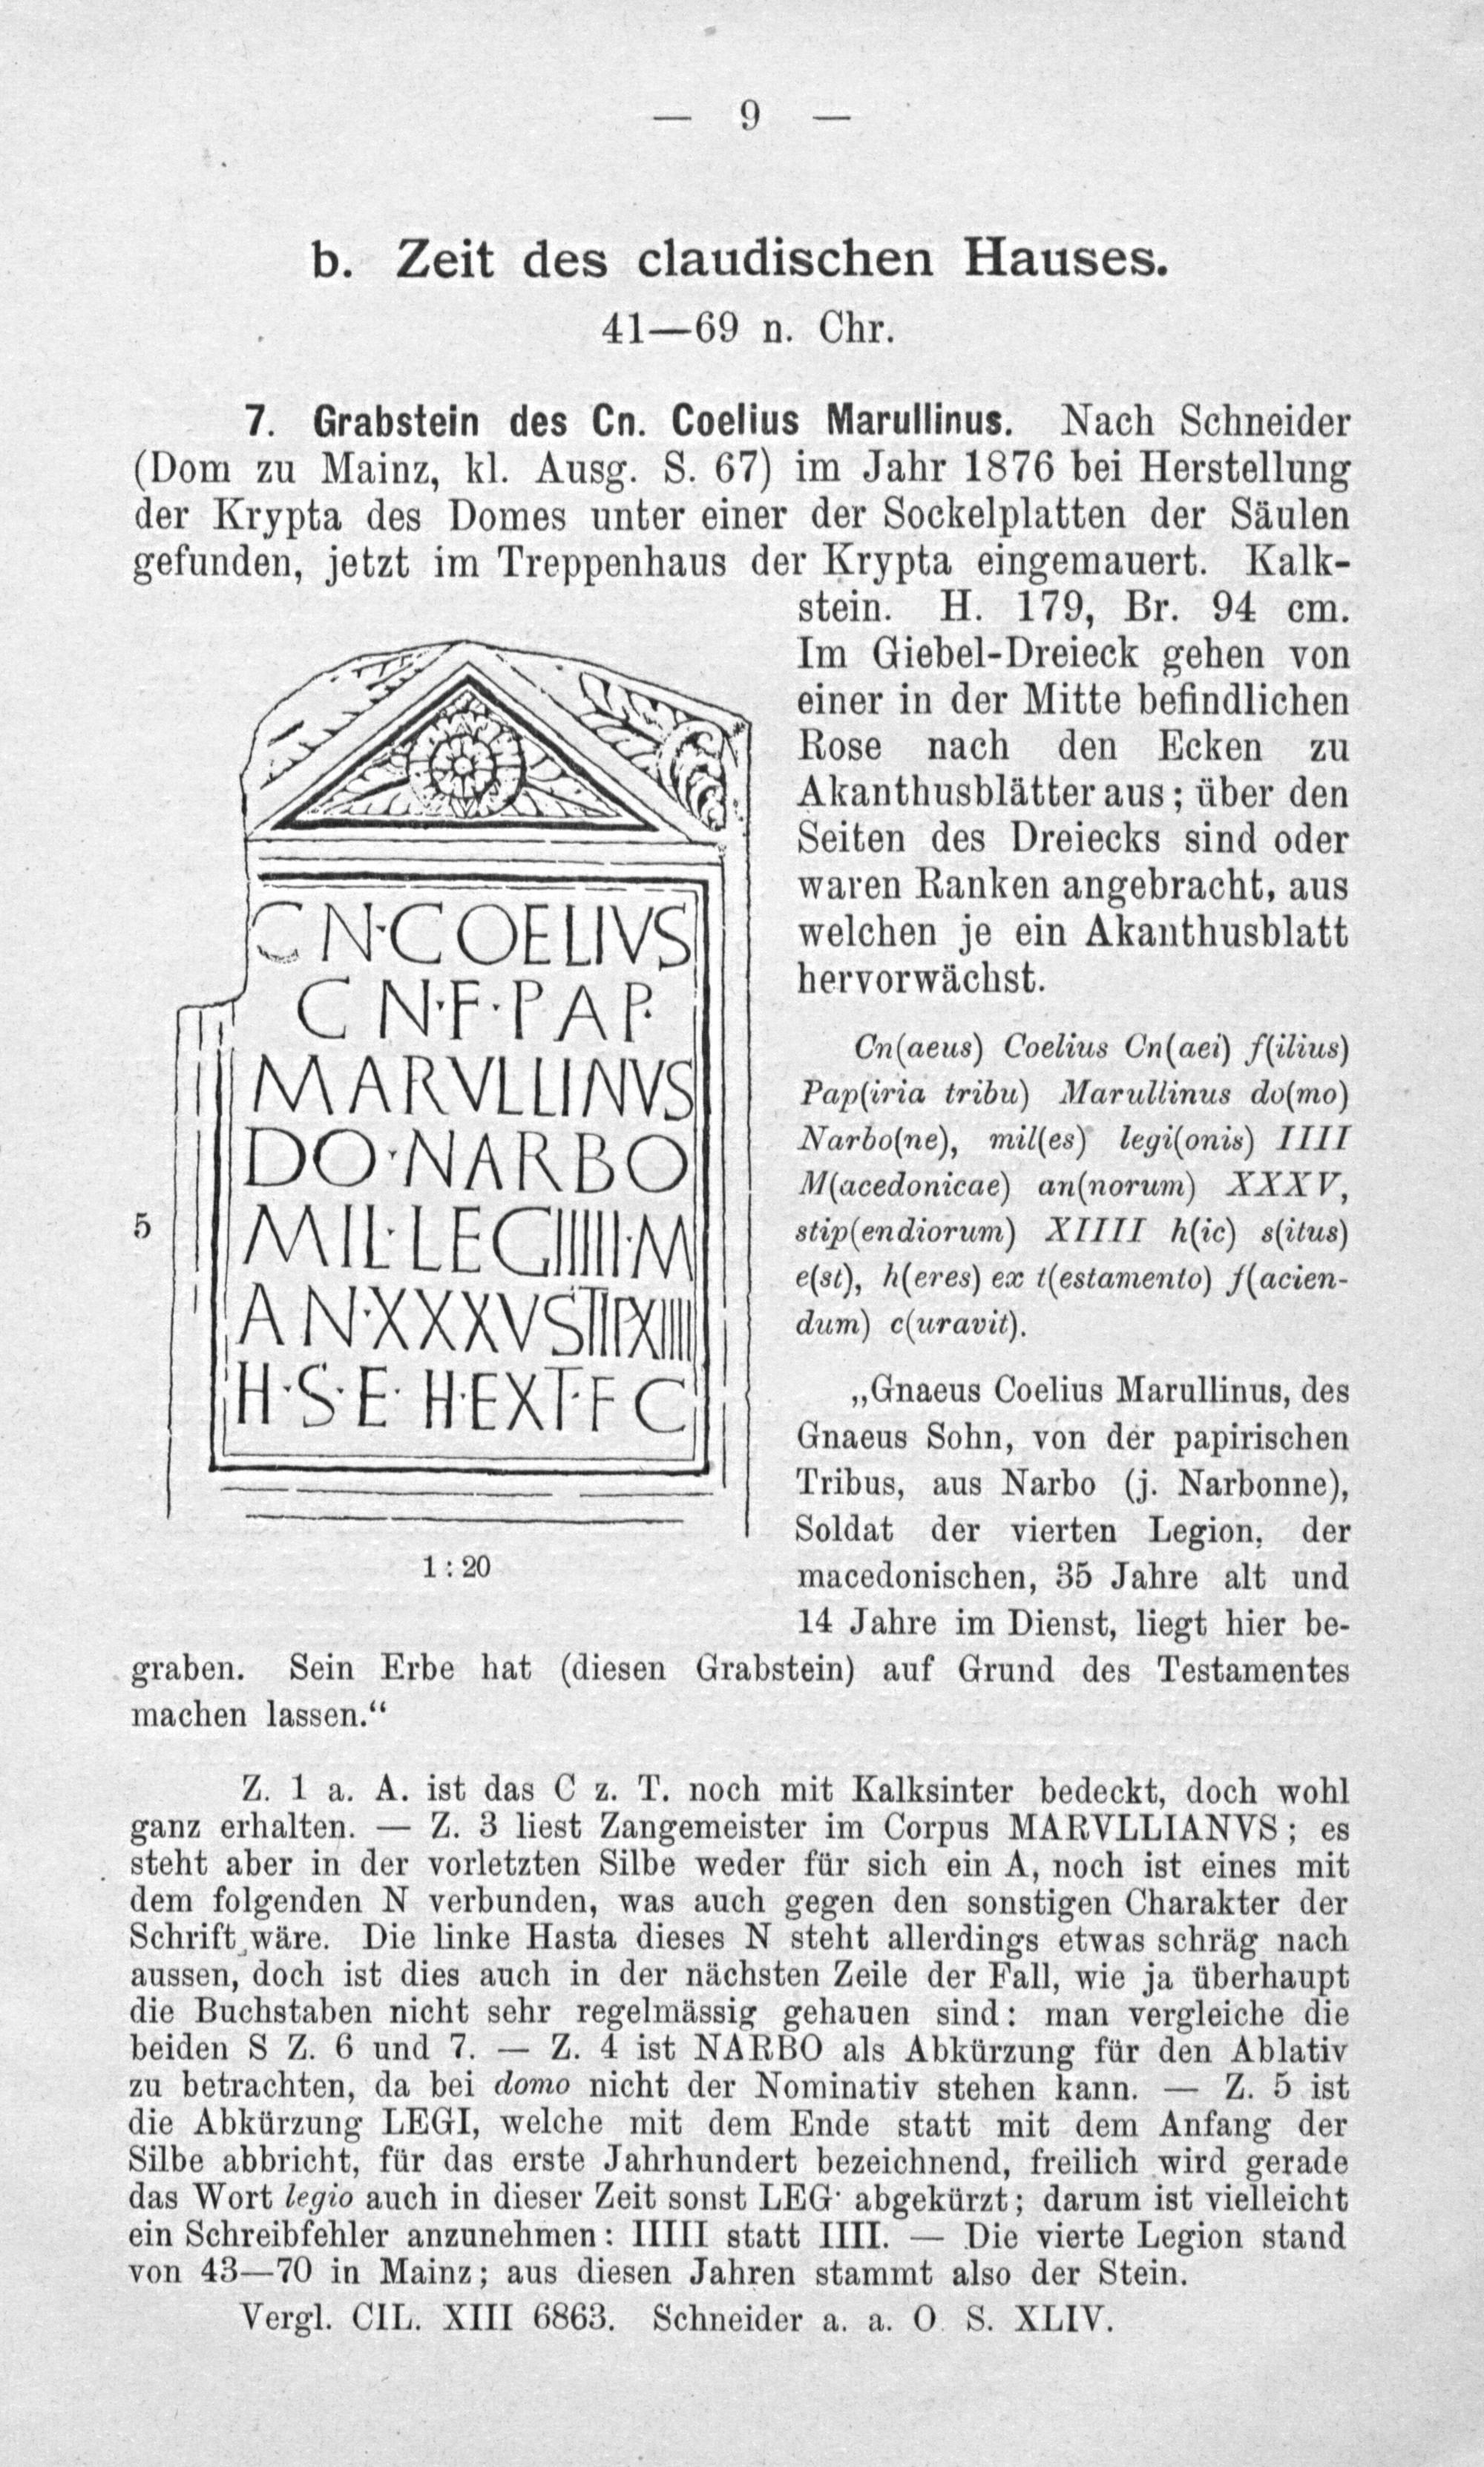 — 9 —
b. Zeit des claudischen Hauses.
41—69 n. Chr.
7. Grabstein des Cn. Coelius Marullinus. Nach Schneider
(Dom zu Mainz, kl. Ausg. S. 67) im Jahr 1876 bei Herstellung
der Krypta des Domes unter einer der Sockelplatten der Säulen
gefunden, jetzt im Treppenhaus der Krypta eingemauert. Kalk-
stein. H. 179, Br. 94 cm.
Im Giebel-Dreieck gehen von
einer in der Mitte befindlichen
Rose nach den Ecken zu
Akanthusblätter aus; über den
Seiten des Dreiecks sind oder
waren Ranken angebracht, aus
welchen je ein Akanthusblatt
hervorwächst.
CN·COELIVS
CN·F·PAP·
MARVLLINVS
DO·NARBO
5
MIL·LEGIIIII·M
AN·XXXVSTIPXIIII
H·S·E·H·EXT·F C
1:20
Cn(aeus) Coelius Cn(aei) f(ilius)
Pap(iria tribu) Marullinus do(mo)
Narbo(ne), mil(es) legi(onis) IIII
M(acedonicae) an(norum) XXXV,
stip(endiorum) XIIII h(ic) s(itus)
e(st), h(eres) ex t(estamento) f(acien-
dum) c(uravit).
„Gnaeus Coelius Marullinus, des
Gnaeus Sohn, von der papirischen
Tribus, aus Narbo (j. Narbonne),
Soldat der vierten Legion, der
macedonischen, 35 Jahre alt und
14 Jahre im Dienst, liegt hier be-
graben. Sein Erbe hat (diesen Grabstein) auf Grund des Testamentes
machen lassen.“
Z. 1 a. A. ist das C z. T. noch mit Kalksinter bedeckt, doch wohl
ganz erhalten. — Z. 3 liest Zangemeister im Corpus MARVLLIANVS; es
steht aber in der vorletzten Silbe weder für sich ein A, noch ist eines mit
dem folgenden N verbunden, was auch gegen den sonstigen Charakter der
Schrift wäre. Die linke Hasta dieses N steht allerdings etwas schräg nach
aussen, doch ist dies auch in der nächsten Zeile der Fall, wie ja überhaupt
die Buchstaben nicht sehr regelmässig gehauen sind: man vergleiche die
beiden S Z. 6 und 7. — Z. 4 ist NARBO als Abkürzung für den Ablativ
zu betrachten, da bei domo nicht der Nominativ stehen kann. — Z. 5 ist
die Abkürzung LEGI, welche mit dem Ende statt mit dem Anfang der
Silbe abbricht, für das erste Jahrhundert bezeichnend, freilich wird gerade
das Wort legio auch in dieser Zeit sonst LEG· abgekürzt; darum ist vielleicht
ein Schreibfehler anzunehmen: IIIII statt IIII. — Die vierte Legion stand
von 43—70 in Mainz; aus diesen Jahren stammt also der Stein.
Vergl. CIL. XIII 6863. Schneider a. a. O. S. XLIV.